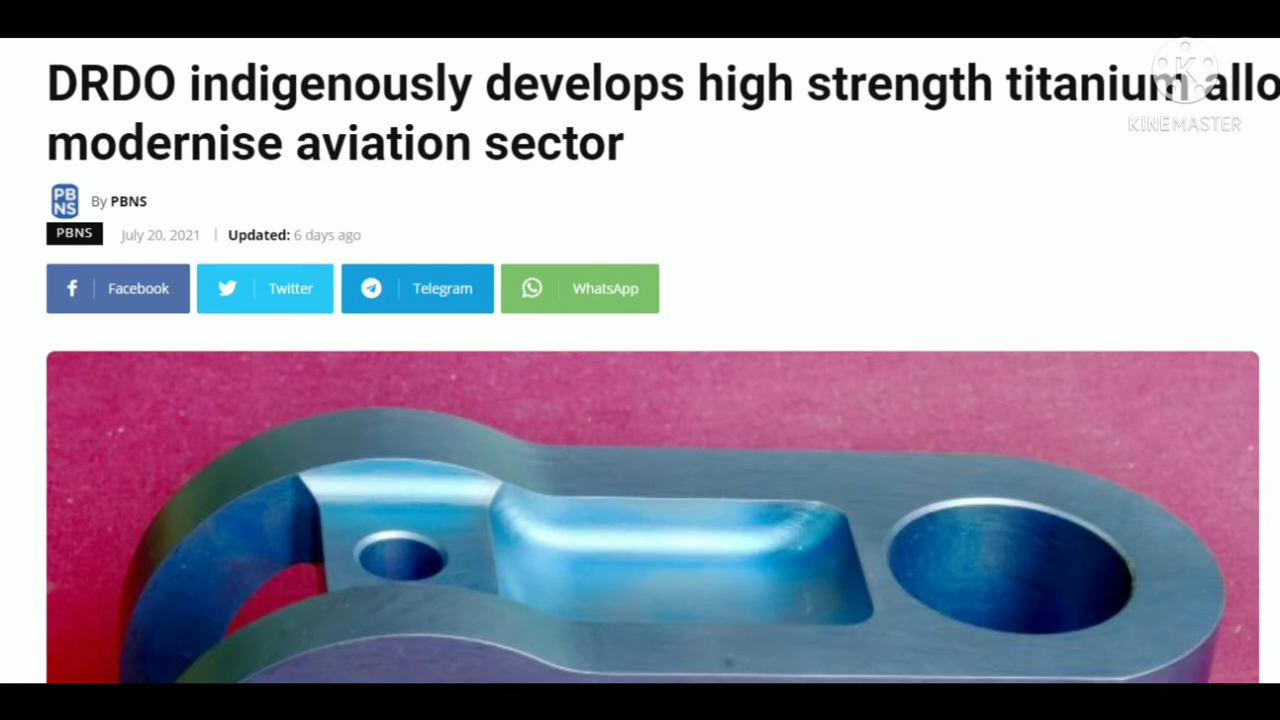 DRDO indigenously develops high strength titanium allo
modernise aviation sector
K
KINEMASTER
PB
NS
By PBNS
PBNS July 20, 2021 | Updated: 6 days ago
f Facebook Twitter Telegram WhatsApp